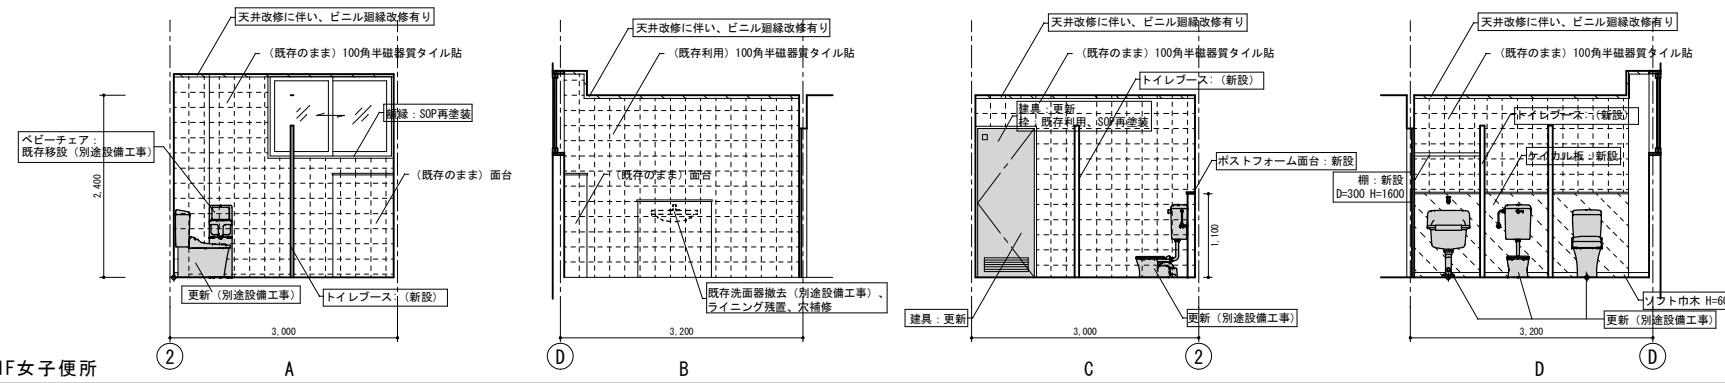 天井改修に伴い、ビニル廻縁改修有り
（既存のまま）100角半磁器質タイル貼
額縁：SOP再塗装
ベビーチェア：
既存移設（別途設備工事）
（既存のまま）面台
2,400
更新（別途設備工事）
トイレブース：（新設）
3,000
2
A
天井改修に伴い、ビニル廻縁改修有り
（既存利用）100角半磁器質タイル貼
（既存のまま）面台
既存洗面器撤去（別途設備工事）、
ライニング残置、穴補修
3,200
D
B
天井改修に伴い、ビニル廻縁改修有り
（既存のまま）100角半磁器質タイル貼
トイレブース：（新設）
建具：更新
枠：既存利用、SOP再塗装
ポストフォーム面台：新設
1,100
建具：更新
更新（別途設備工事）
3,000
2
C
天井改修に伴い、ビニル廻縁改修有り
（既存のまま）100角半磁器質タイル貼
トイレブース：（新設）
ケイカル板：新設
棚：新設
D=300 H=1600
ソフト巾木 H=60
更新（別途設備工事）
3,200
D
D
F女子便所